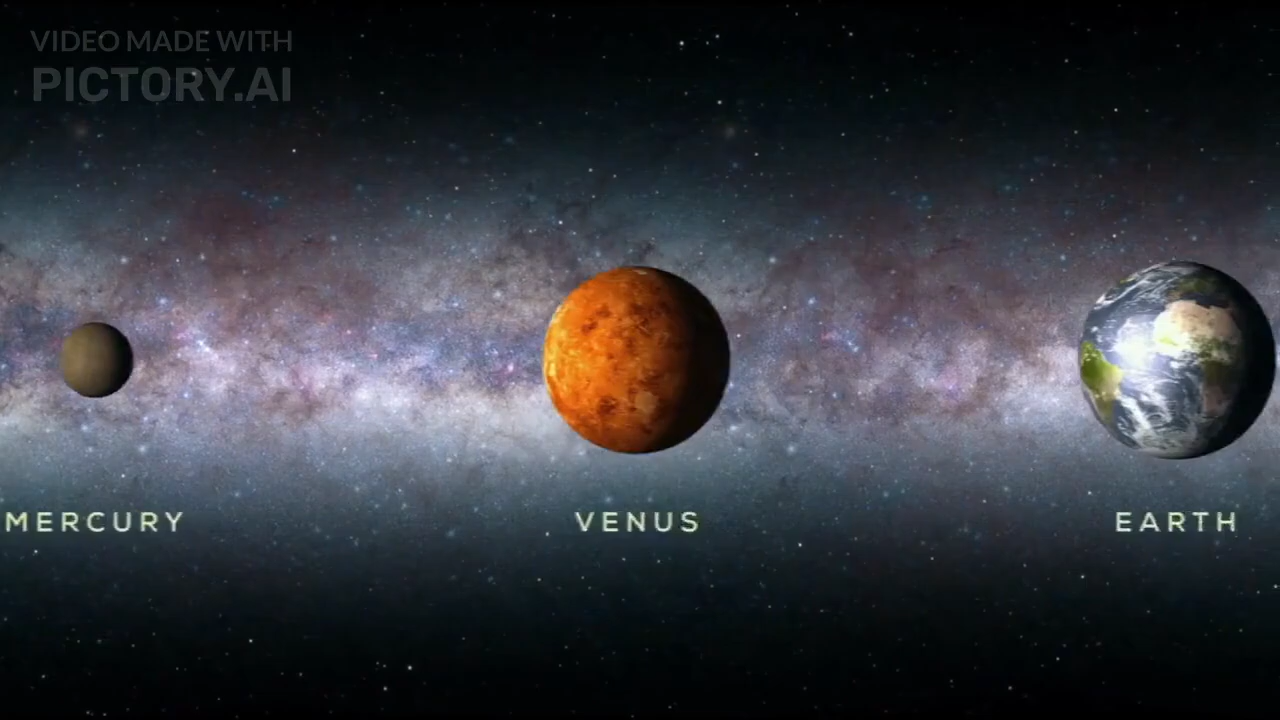 VIDEO MADE WITH
PICTORY.AI
MERCURY
VENUS
EARTH